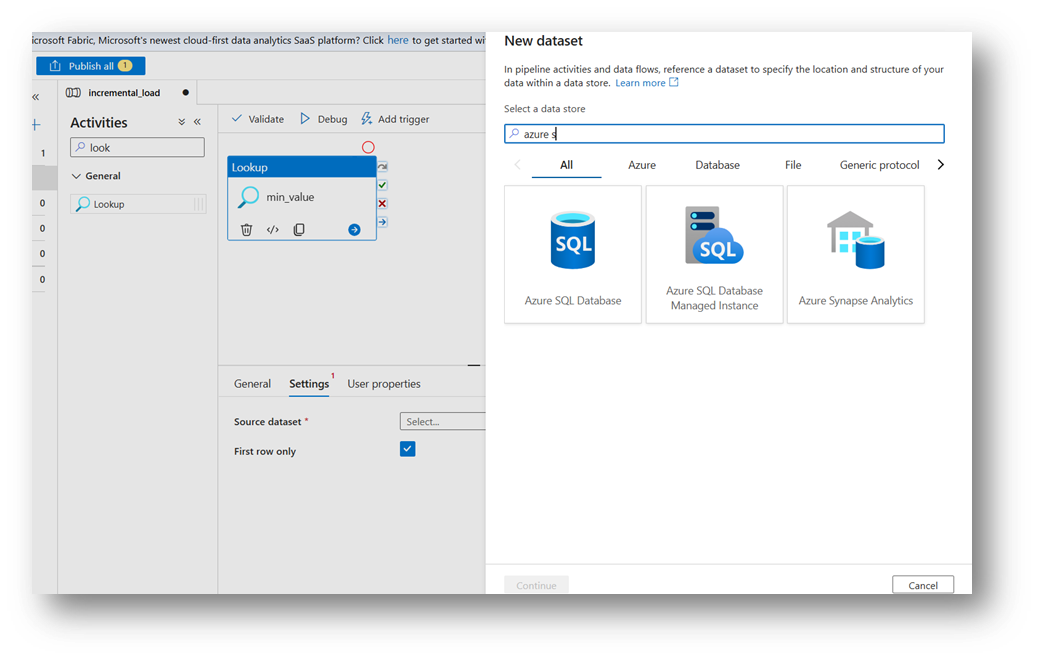 icrosoft Fabric, Microsoft's newest cloud-first data analytics SaaS platform? Click here to get started wi
Publish all 1
incremental_load
Activities
look
General
Lookup
1
0
0
0
0
Validate
Debug
Add trigger
Lookup
min_value
General
Settings 1
User properties
Source dataset *
Select...
First row only
New dataset
In pipeline activities and data flows, reference a dataset to specify the location and structure of your
data within a data store. Learn more
Select a data store
azure s
All
Azure
Database
File
Generic protocol
SQL
Azure SQL Database
SQL
Azure SQL Database
Managed Instance
Azure Synapse Analytics
Continue
Cancel